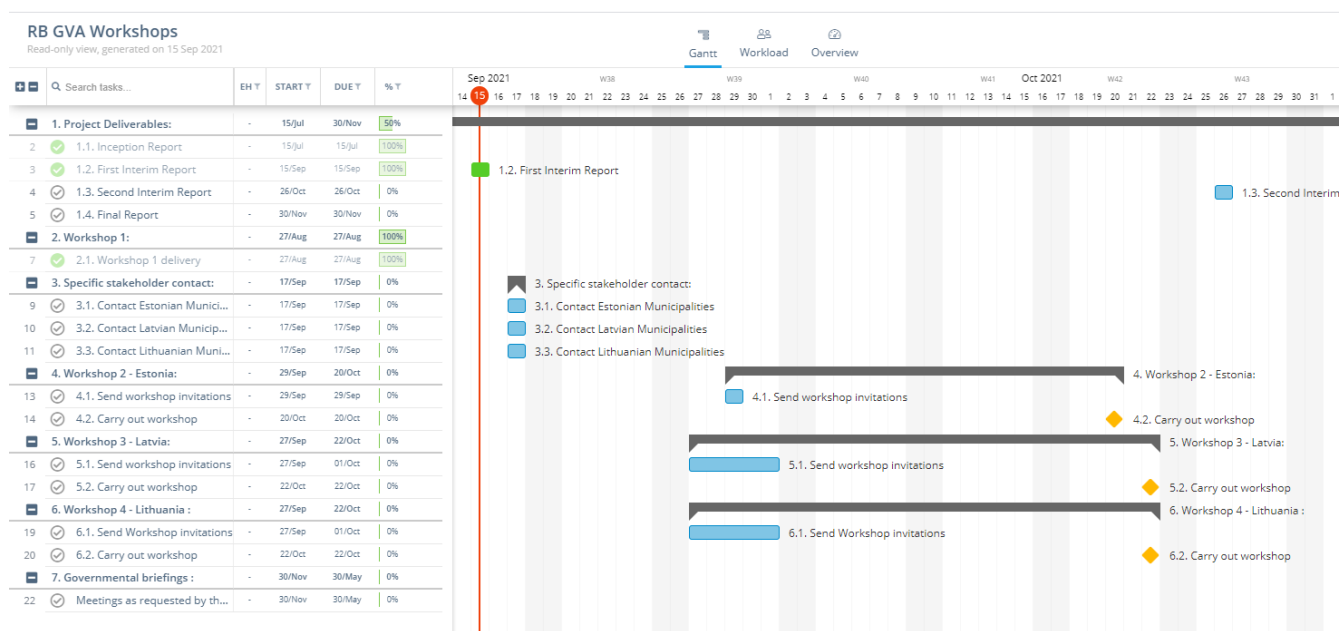 RB GVA Workshops
Read-only view, generated on 15 Sep 2021
Gantt Workload Overview
Search tasks... EH START DUE %
Sep 2021 W38 W39 W40 W41 Oct 2021 W42 W43
14 15 16 17 18 19 20 21 22 23 24 25 26 27 28 29 30 1 2 3 4 5 6 7 8 9 10 11 12 13 14 15 16 17 18 19 20 21 22 23 24 25 26 27 28 29 30 31 1
1. Project Deliverables: - 15/Jul 30/Nov 50%
2 1.1. Inception Report - 15/Jul 15/Jul 100%
3 1.2. First Interim Report - 15/Sep 15/Sep 100% 1.2. First Interim Report
4 1.3. Second Interim Report - 26/Oct 26/Oct 0% 1.3. Second Interim
5 1.4. Final Report - 30/Nov 30/Nov 0%
2. Workshop 1: - 27/Aug 27/Aug 100%
7 2.1. Workshop 1 delivery - 27/Aug 27/Aug 100%
3. Specific stakeholder contact: - 17/Sep 17/Sep 0% 3. Specific stakeholder contact:
9 3.1. Contact Estonian Munici... - 17/Sep 17/Sep 0% 3.1. Contact Estonian Municipalities
10 3.2. Contact Latvian Municip... - 17/Sep 17/Sep 0% 3.2. Contact Latvian Municipalities
11 3.3. Contact Lithuanian Muni... - 17/Sep 17/Sep 0% 3.3. Contact Lithuanian Municipalities
4. Workshop 2 - Estonia: - 29/Sep 20/Oct 0% 4. Workshop 2 - Estonia:
13 4.1. Send workshop invitations - 29/Sep 29/Sep 0% 4.1. Send workshop invitations
14 4.2. Carry out workshop - 20/Oct 20/Oct 0% 4.2. Carry out workshop
5. Workshop 3 - Latvia: - 27/Sep 22/Oct 0% 5. Workshop 3 - Latvia:
16 5.1. Send workshop invitations - 27/Sep 01/Oct 0% 5.1. Send workshop invitations
17 5.2. Carry out workshop - 22/Oct 22/Oct 0% 5.2. Carry out workshop
6. Workshop 4 - Lithuania : - 27/Sep 22/Oct 0% 6. Workshop 4 - Lithuania :
19 6.1. Send Workshop invitations - 27/Sep 01/Oct 0% 6.1. Send Workshop invitations
20 6.2. Carry out workshop - 22/Oct 22/Oct 0% 6.2. Carry out workshop
7. Governmental briefings : - 30/Nov 30/May 0%
22 Meetings as requested by th... - 30/Nov 30/May 0%